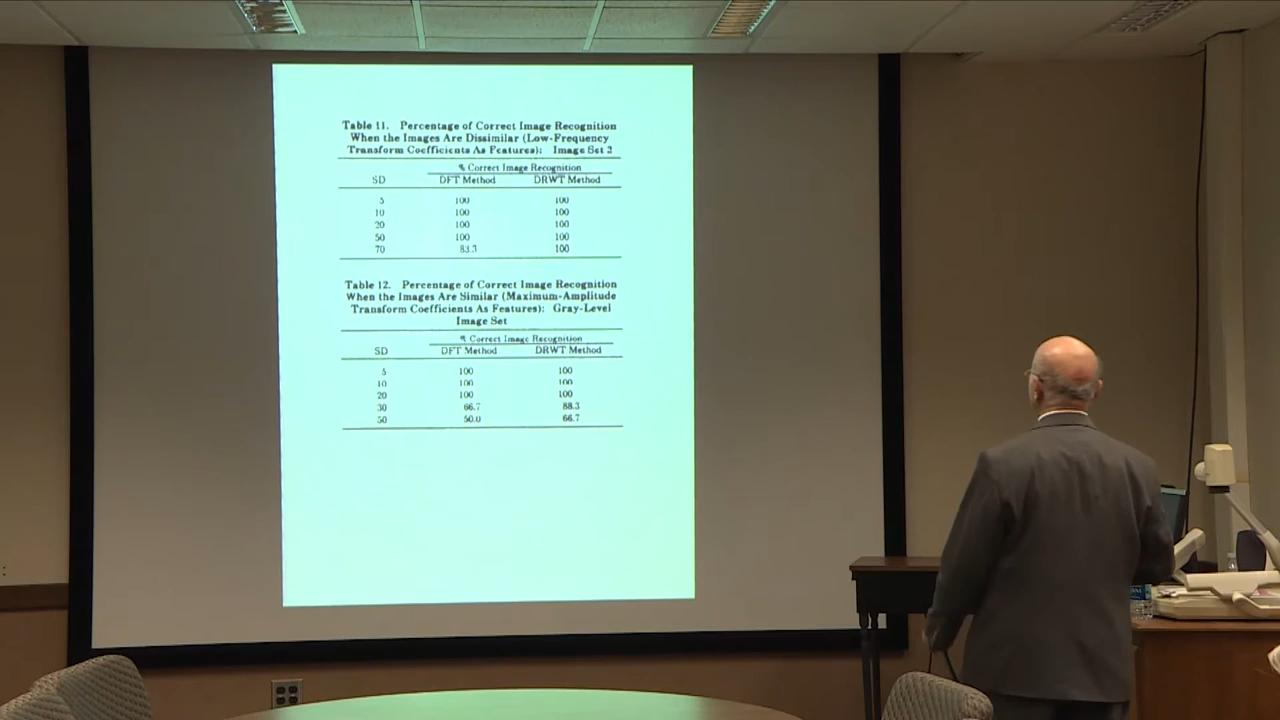 Table 11. Percentage of Correct Image Recognition
When the Images Are Dissimilar (Low-Frequency
Transform Coefficients As Features): Image Set 2
% Correct Image Recognition
SD DFT Method DRWT Method
5 100 100
10 100 100
20 100 100
50 100 100
70 83.3 100
Table 12. Percentage of Correct Image Recognition
When the Images Are Similar (Maximum-Amplitude
Transform Coefficients As Features): Gray-Level
Image Set
% Correct Image Recognition
SD DFT Method DRWT Method
5 100 100
10 100 100
20 100 100
30 66.7 88.3
50 50.0 66.7